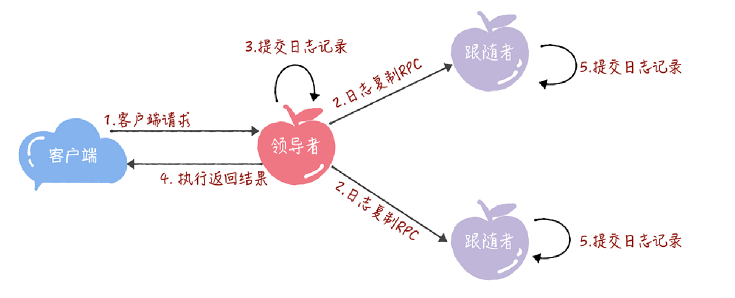 3.提交日志记录
跟随者
5.提交日志记录
2.日志复制RPC
1.客户端请求
客户端
领导者
4. 执行返回结果
2.日志复制RPC
跟随者
5.提交日志记录